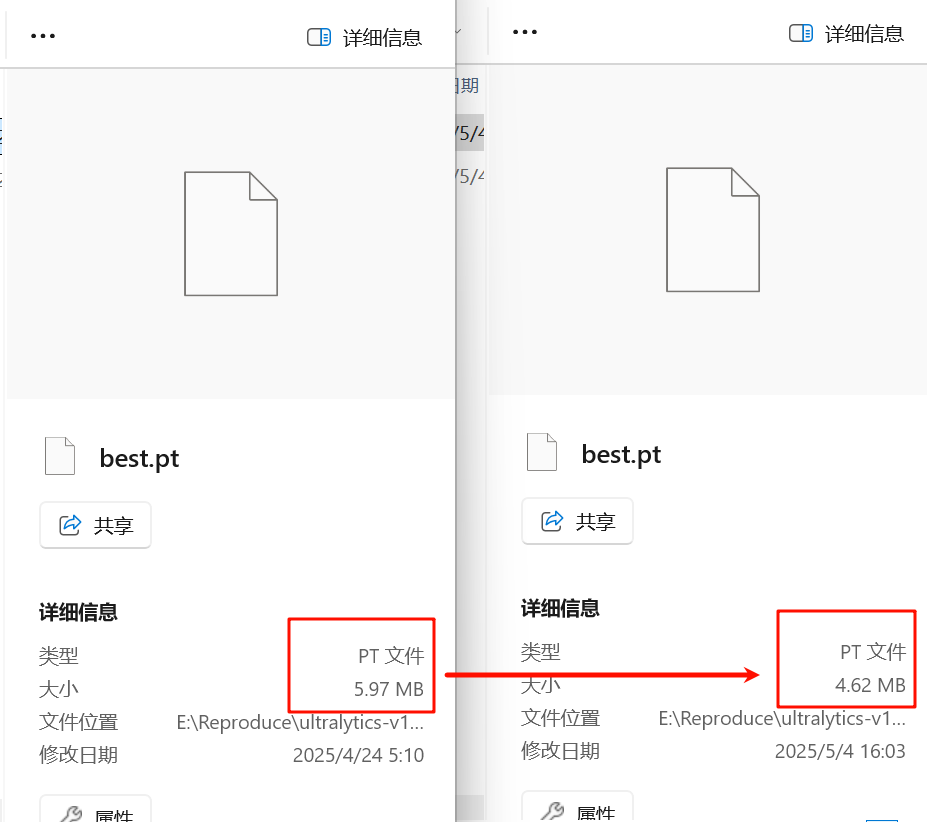 ••• 详细信息
best.pt
共享
详细信息
类型 PT 文件
大小 5.97 MB
文件位置 E:\Reproduce\ultralytics-v1...
修改日期 2025/4/24 5:10
属性
日期
/5/4
/5/4
••• 详细信息
best.pt
共享
详细信息
类型 PT 文件
大小 4.62 MB
文件位置 E:\Reproduce\ultralytics-v1...
修改日期 2025/5/4 16:03
属性